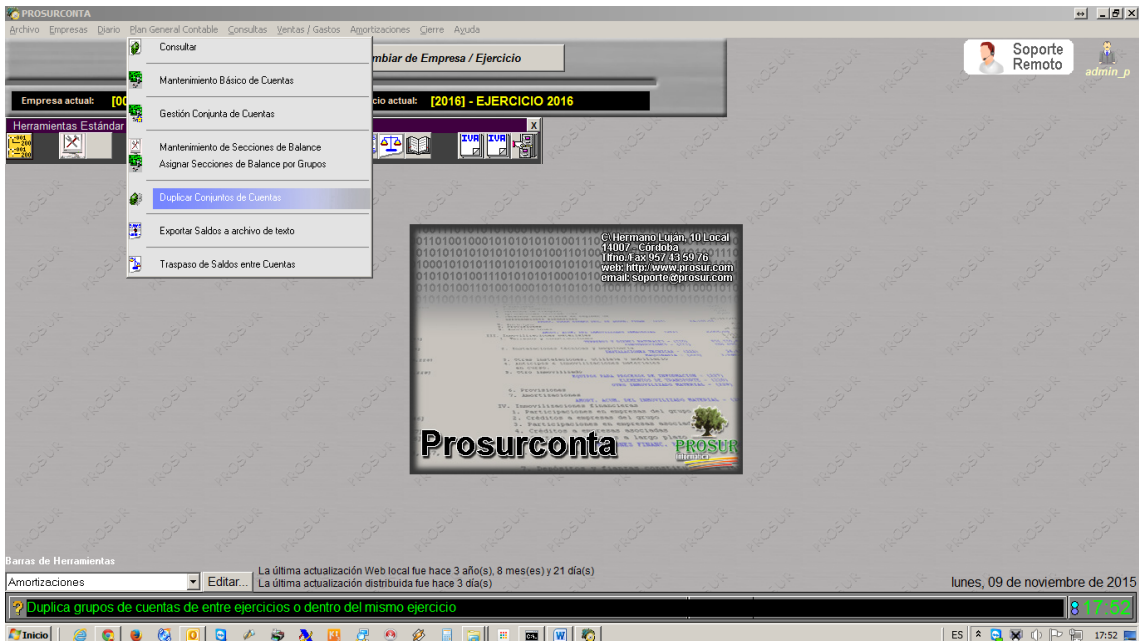 PROSURCONTA
Archivo Empresas Diario Plan General Contable Consultas Ventas / Gastos Amortizaciones Cierre Ayuda
Consultar
Mantenimiento Básico de Cuentas
Gestión Conjunta de Cuentas
Mantenimiento de Secciones de Balance
Asignar Secciones de Balance por Grupos
Duplicar Conjuntos de Cuentas
Exportar Saldos a archivo de texto
Traspaso de Saldos entre Cuentas
mbiar de Empresa / Ejercicio
Soporte
Remoto
admin_p
Empresa actual: [00
cio actual: [2016] - EJERCICIO 2016
Herramientas Estándar
IVA IVA
C\ Hermano Luján, 10 Local
14007 - Córdoba
Tlfno./Fax 957 43 59 76
web: http://www.prosur.com
email: soporte@prosur.com
Prosurconta
PROSUR
informática
Barras de Herramientas
Amortizaciones
Editar...
La última actualización Web local fue hace 3 año(s), 8 mes(es) y 21 día(s)
La última actualización distribuida fue hace 3 día(s)
lunes, 09 de noviembre de 2015
Duplica grupos de cuentas de entre ejercicios o dentro del mismo ejercicio
17:52
Inicio
ES
17:52